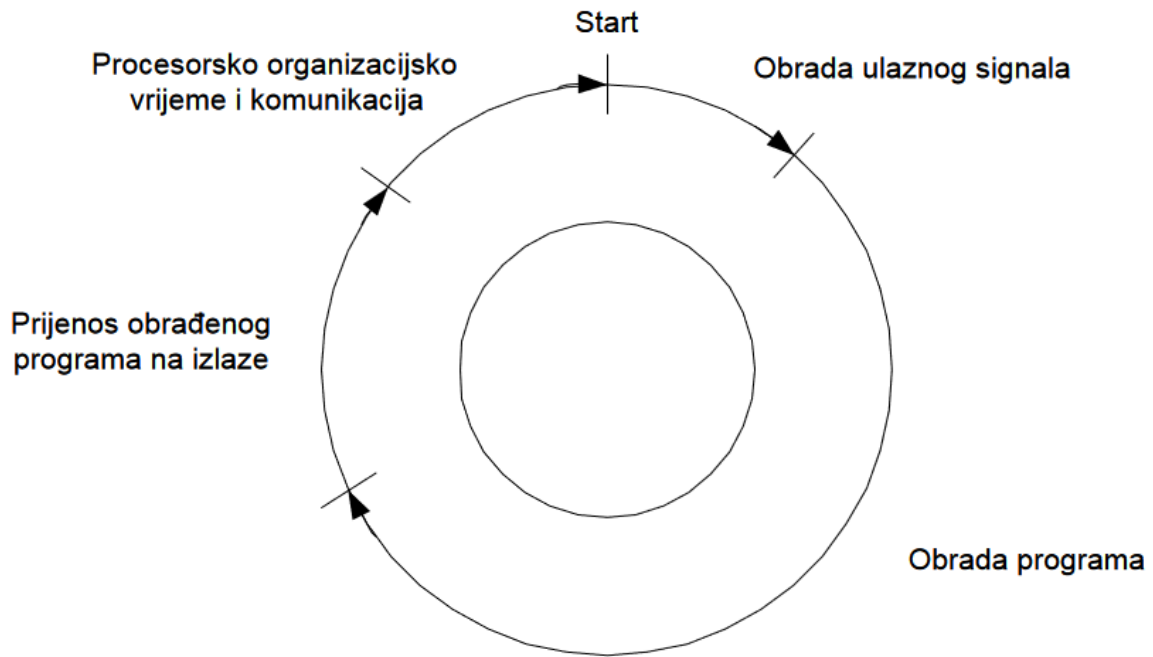 Start
Obrada ulaznog signala
Obrada programa
Prijenos obrađenog
programa na izlaze
Procesorsko organizacijsko
vrijeme i komunikacija